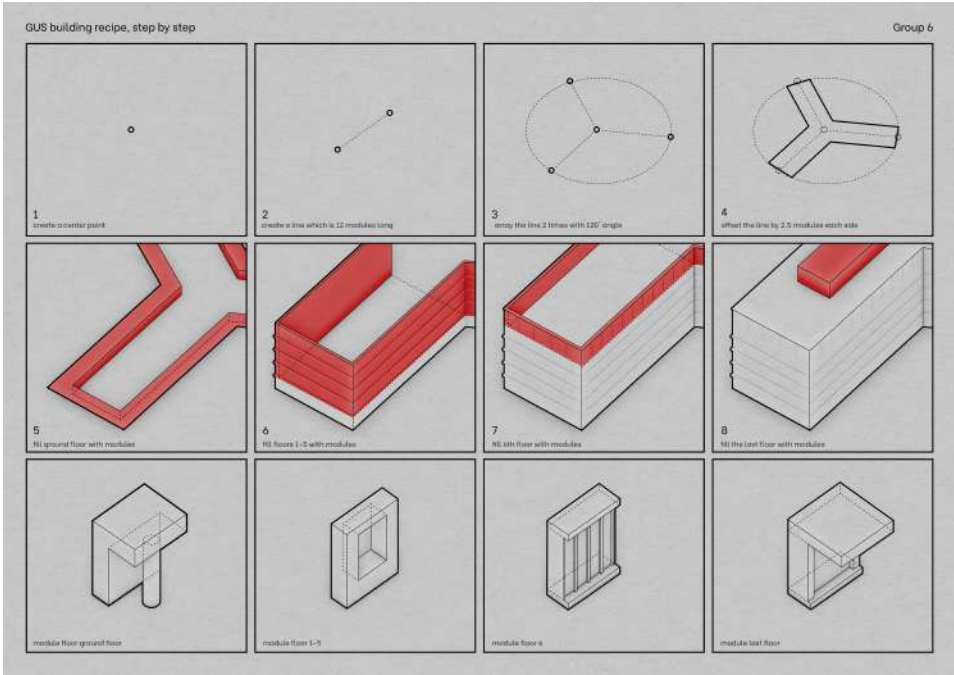 GUS building recipe, step by step
Group 6
1
create a center point
2
create a line which is 12 modules long
3
array the line 2 times with 120° angle
4
offset the line by 2.5 modules each side
5
fill ground floor with modules
6
fill floors 1-5 with modules
7
fill 6th floor with modules
8
fill the last floor with modules
module floor ground floor
module floor 1-5
module floor 6
module last floor